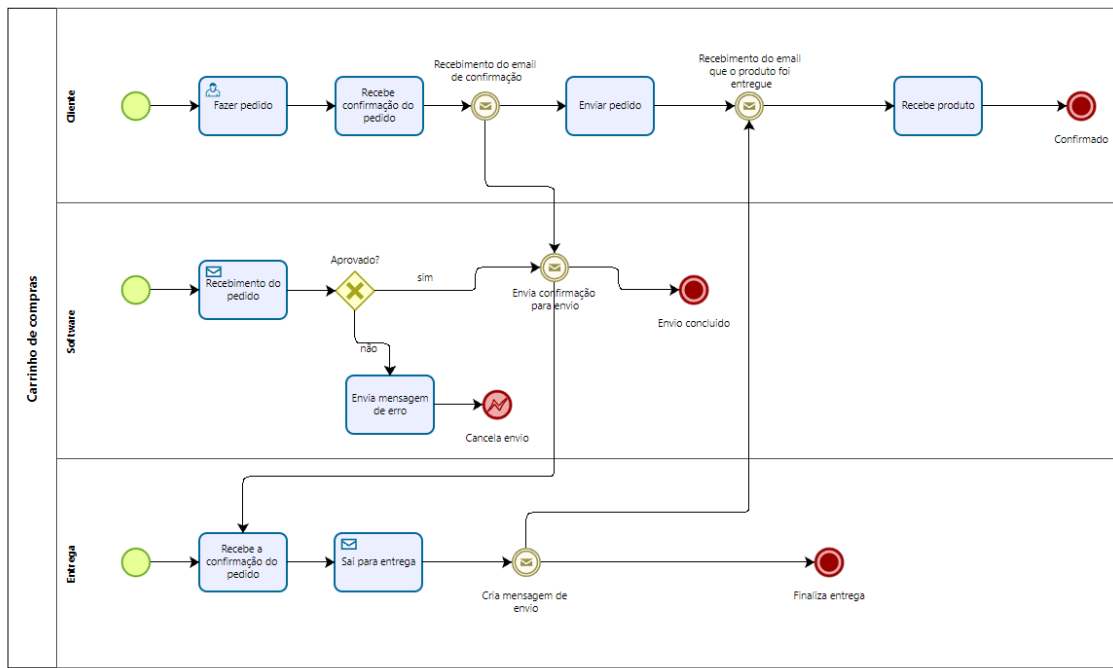 Carrinho de compras
Cliente
Fazer pedido
Recebe
confirmação do
pedido
Recebimento do email
de confirmação
Enviar pedido
Recebimento do email
que o produto foi
entregue
Recebe produto
Confirmado
Software
Recebimento do
pedido
Aprovado?
sim
não
Envia confirmação
para envio
Envio concluído
Envia mensagem
de erro
Cancela envio
Entrega
Recebe a
confirmação do
pedido
Sai para entrega
Cria mensagem de
envio
Finaliza entrega